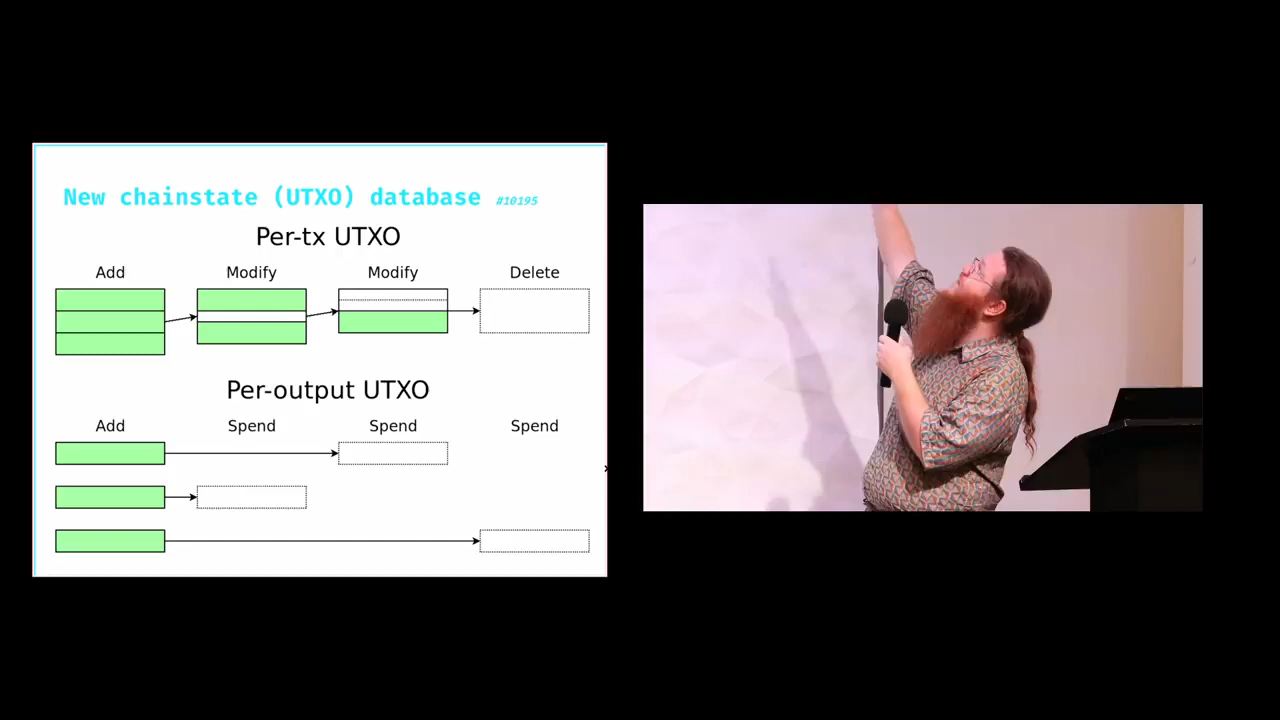 New chainstate (UTXO) database #10195
Per-tx UTXO
Add Modify Modify Delete
Per-output UTXO
Add Spend Spend Spend